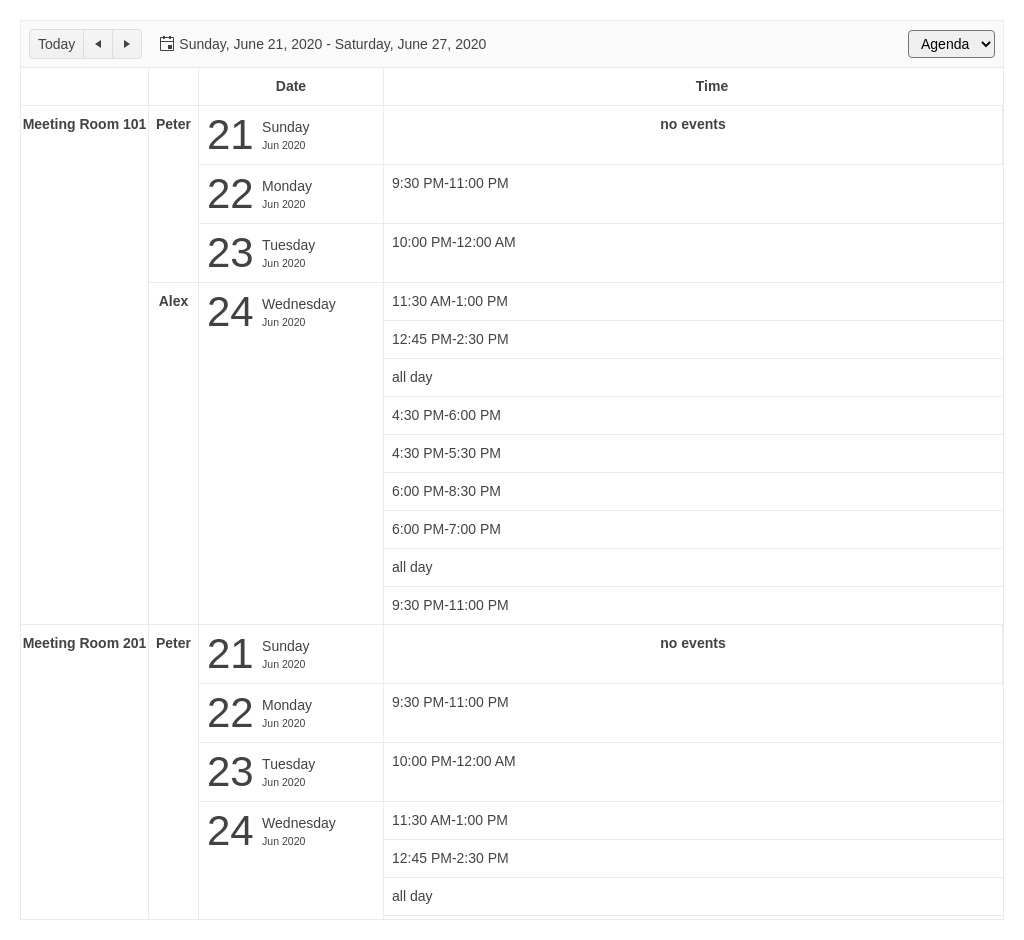 Today Sunday, June 21, 2020 - Saturday, June 27, 2020 Agenda
Date Time
Meeting Room 101 Peter 21 Sunday Jun 2020 no events
22 Monday Jun 2020 9:30 PM-11:00 PM
23 Tuesday Jun 2020 10:00 PM-12:00 AM
Alex 24 Wednesday Jun 2020 11:30 AM-1:00 PM
12:45 PM-2:30 PM
all day
4:30 PM-6:00 PM
4:30 PM-5:30 PM
6:00 PM-8:30 PM
6:00 PM-7:00 PM
all day
9:30 PM-11:00 PM
Meeting Room 201 Peter 21 Sunday Jun 2020 no events
22 Monday Jun 2020 9:30 PM-11:00 PM
23 Tuesday Jun 2020 10:00 PM-12:00 AM
24 Wednesday Jun 2020 11:30 AM-1:00 PM
12:45 PM-2:30 PM
all day